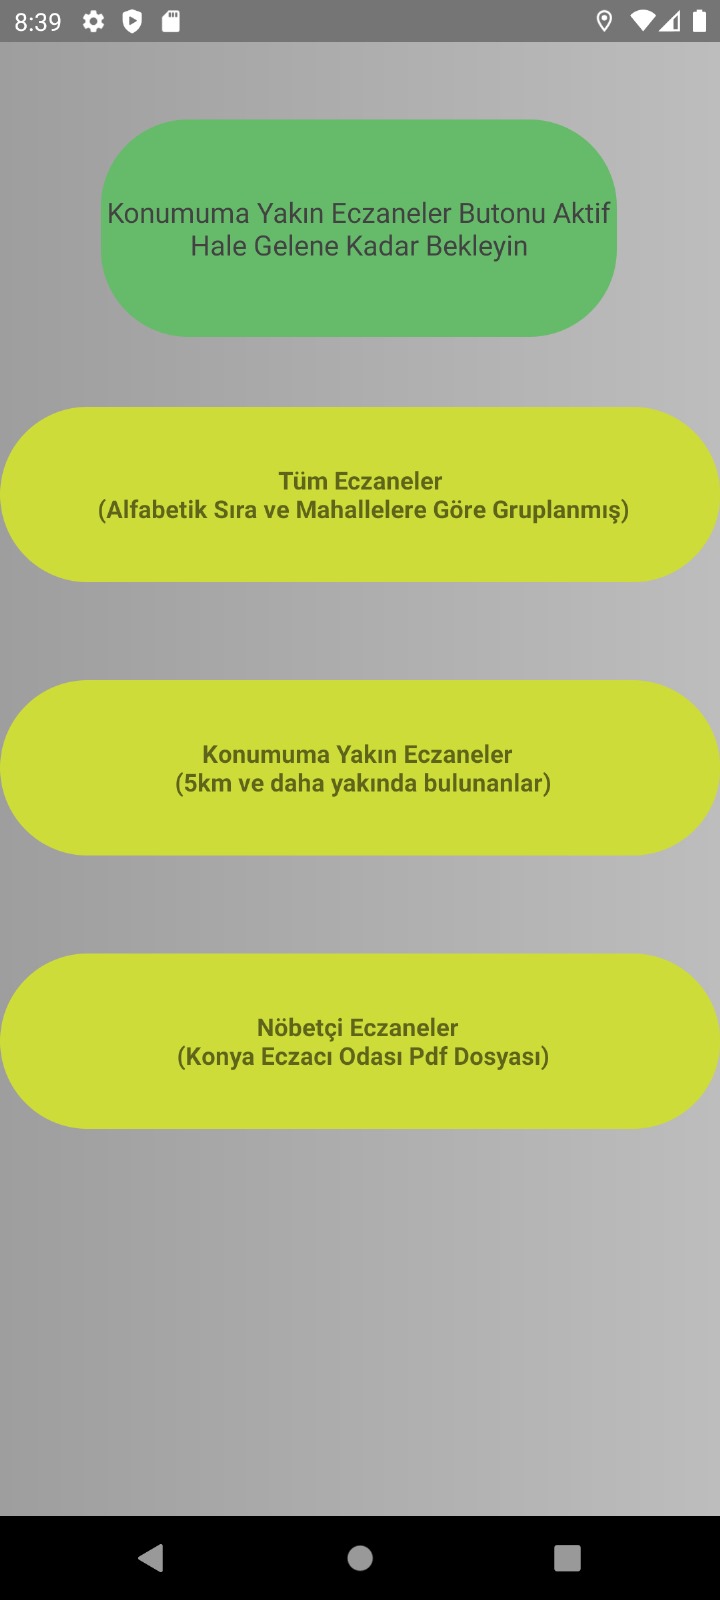 8:39
Konumuma Yakın Eczaneler Butonu Aktif
Hale Gelene Kadar Bekleyin
Tüm Eczaneler
(Alfabetik Sıra ve Mahallelere Göre Gruplanmış)
Konumuma Yakın Eczaneler
(5km ve daha yakında bulunanlar)
Nöbetçi Eczaneler
(Konya Eczacı Odası Pdf Dosyası)